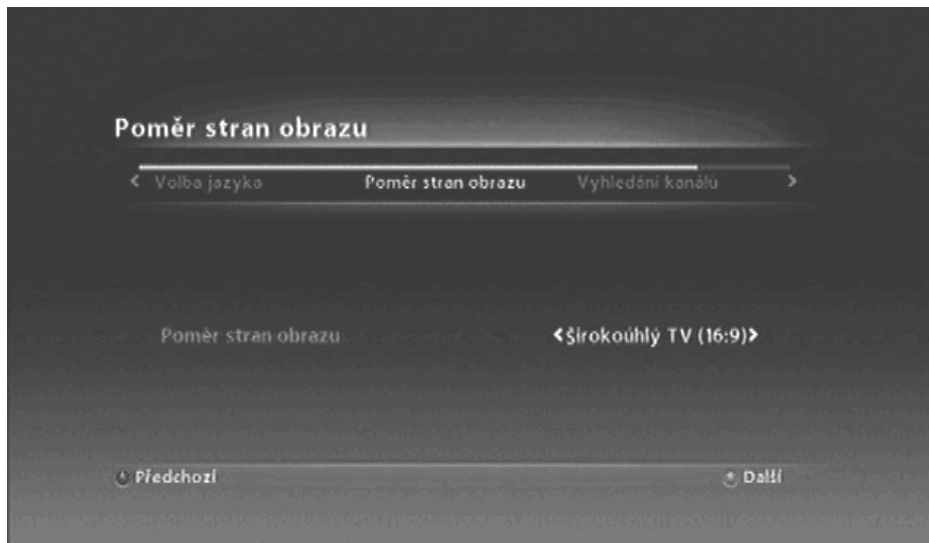 Poměr stran obrazu
Volba jazyka Poměr stran obrazu Vyhledání kanálů
Poměr stran obrazu <Širokoúhlý TV (16:9)>
Předchozí Další